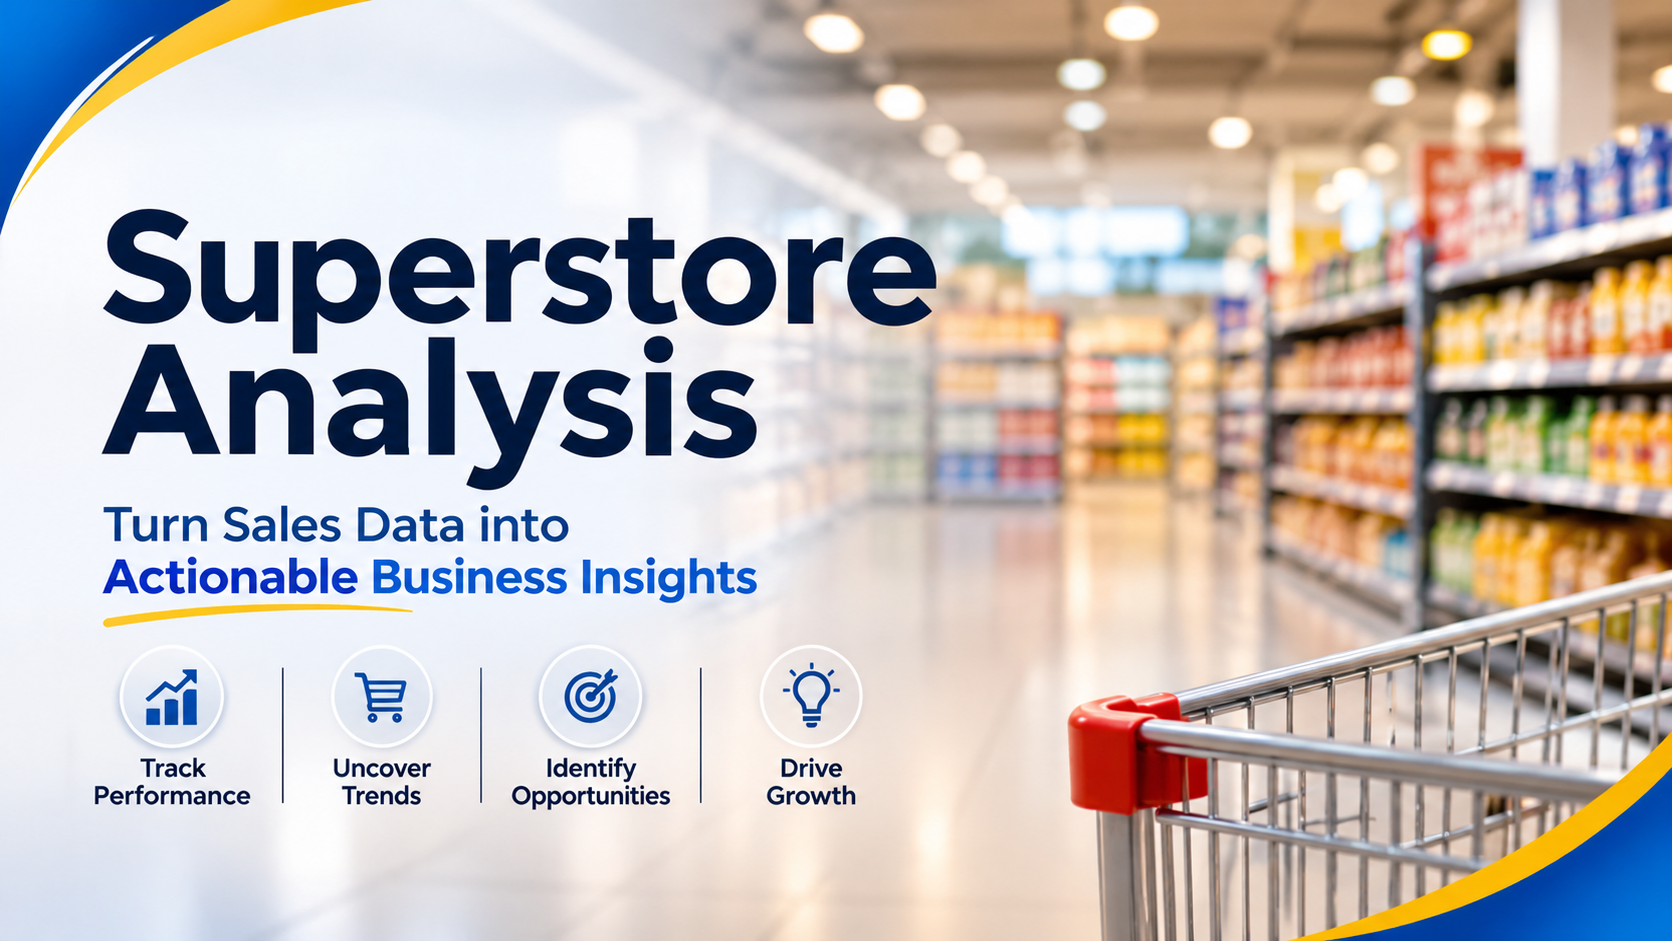 Superstore
Analysis
Turn Sales Data into
Actionable Business Insights
Track
Performance
Uncover
Trends
Identify
Opportunities
Drive
Growth